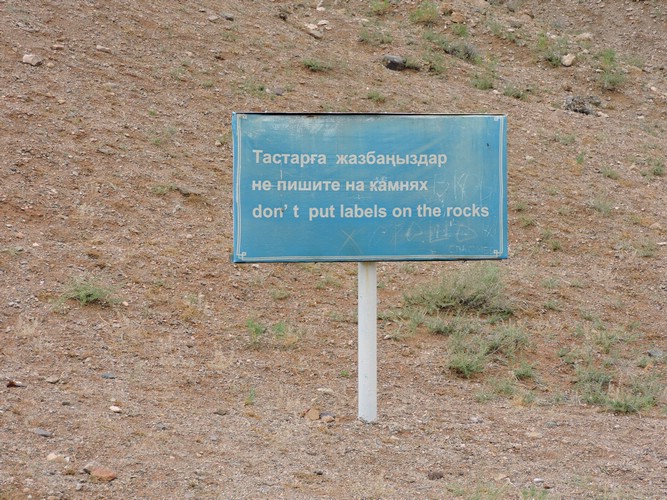 Тастарға жазбаңыздар
не пишите на камнях
don't put labels on the rocks